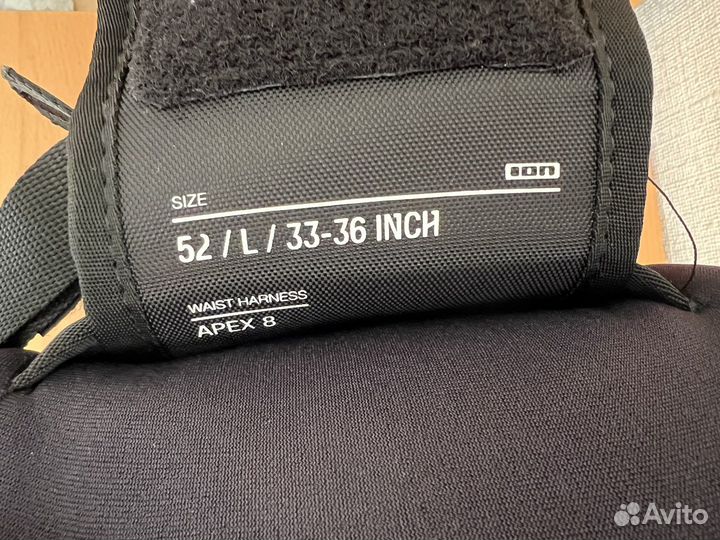 SIZE
ION
52 / L / 33-36 INCH
WAIST HARNESS
APEX 8
Avito